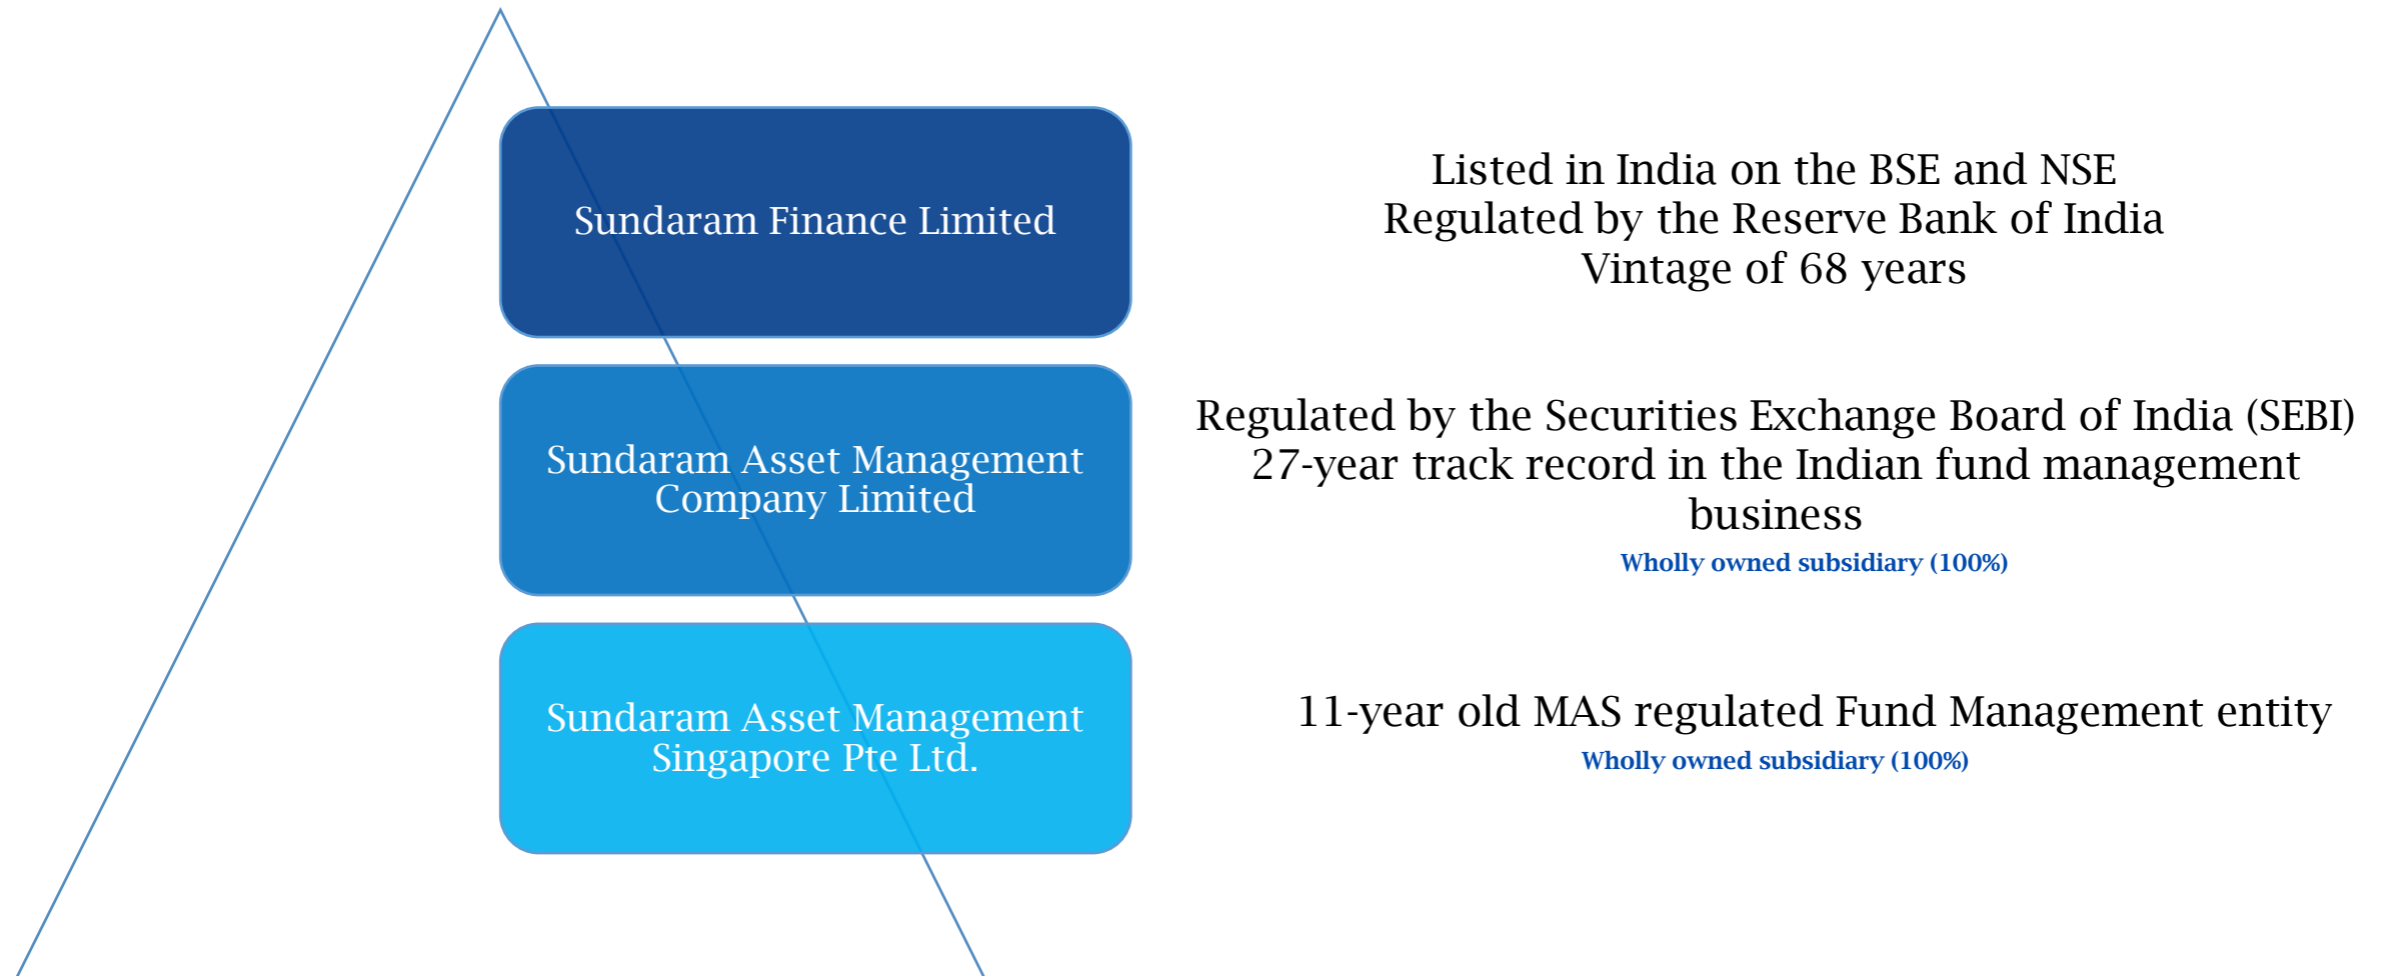 Sundaram Finance Limited
Listed in India on the BSE and NSE
Regulated by the Reserve Bank of India
Vintage of 68 years
Sundaram Asset Management
Company Limited
Regulated by the Securities Exchange Board of India (SEBI)
27-year track record in the Indian fund management
business
Wholly owned subsidiary (100%)
Sundaram Asset Management
Singapore Pte Ltd.
11-year old MAS regulated Fund Management entity
Wholly owned subsidiary (100%)